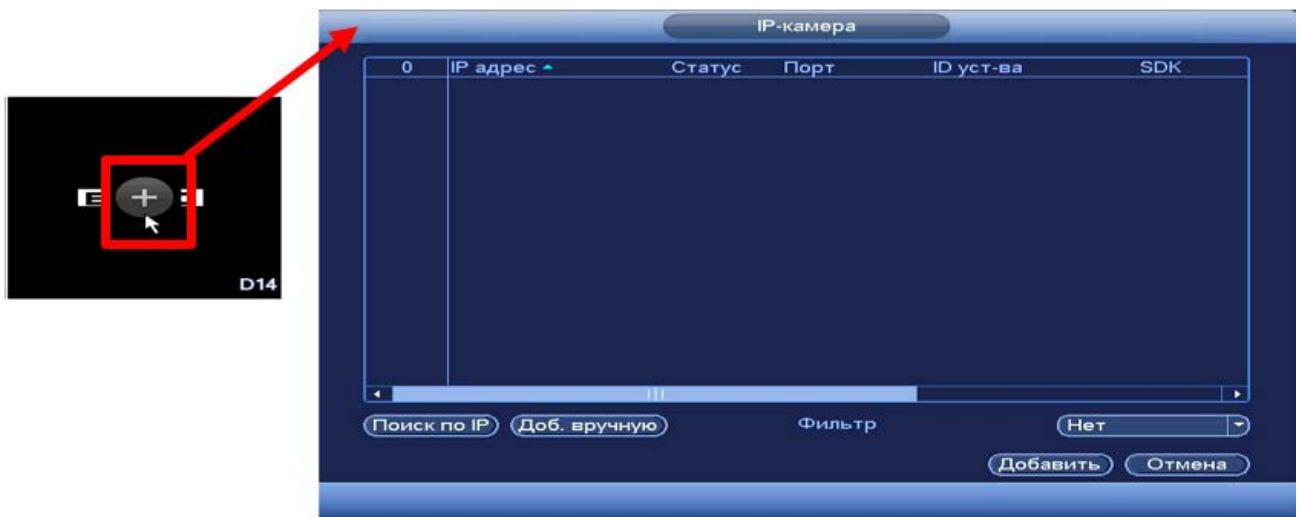 IP-камера
0 IP адрес Статус Порт ID уст-ва SDK
D14
Поиск по IP Доб. вручную Фильтр Нет
Добавить Отмена